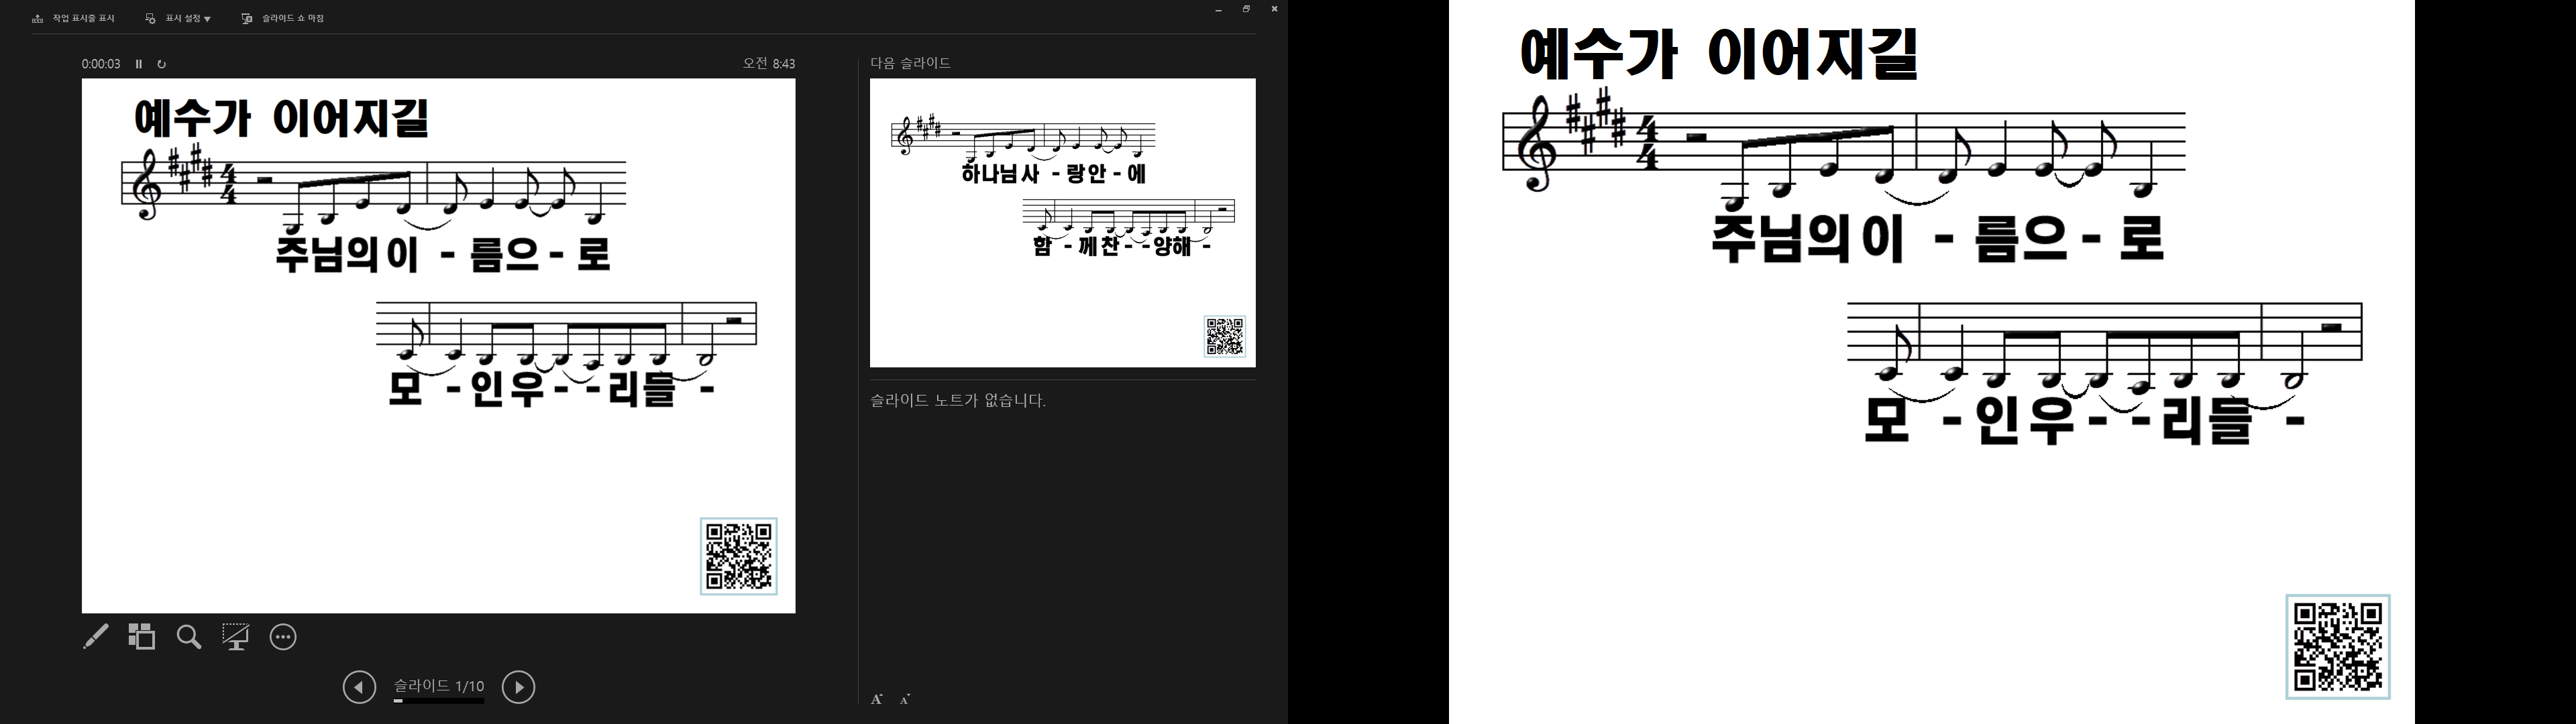 작업 표시줄 표시 표시 설정 ▼ 슬라이드 쇼 마침
0:00:03 오전 8:43
예수가 이어지길
4/4
주님의이 - 름으 - 로
모 - 인우 - - 리들 -
슬라이드 1/10
다음 슬라이드
하나님사 - 랑안 - 에
함 - 께찬 - - 양해 -
슬라이드 노트가 없습니다.
A A
예수가 이어지길
4/4
주님의이 - 름으 - 로
모 - 인우 - - 리들 -